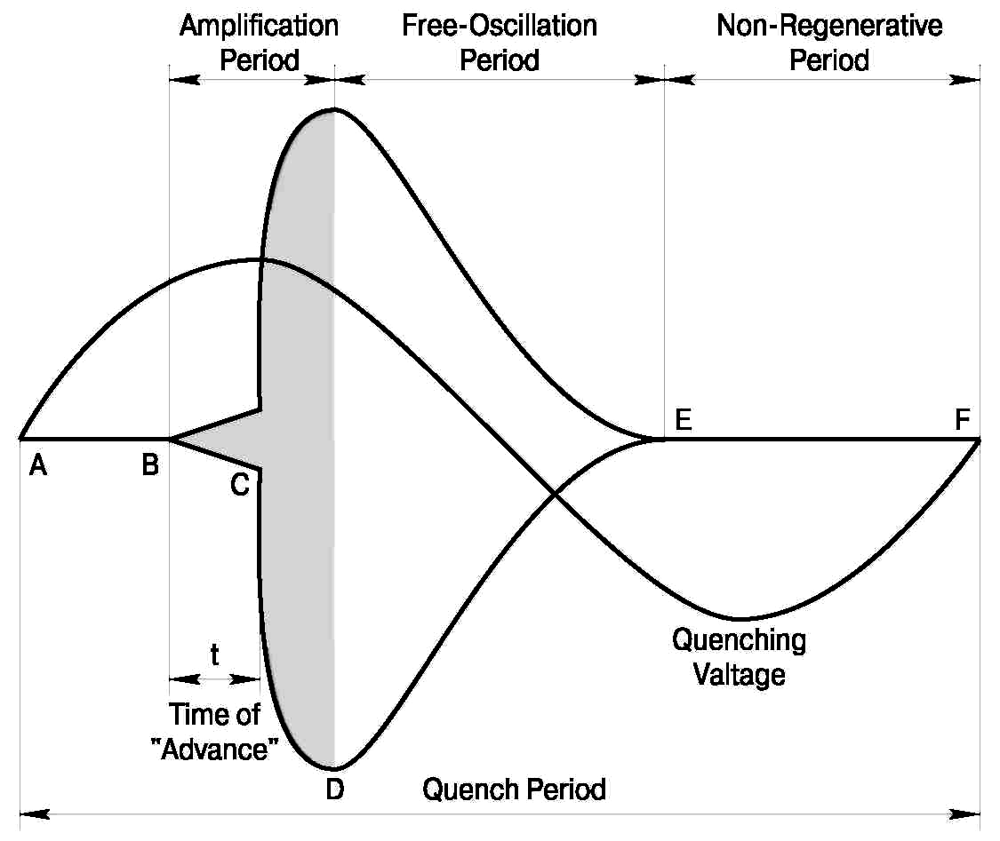 Amplification
Period
Free-Oscillation
Period
Non-Regenerative
Period
A
B
C
E
F
t
Time of
"Advance"
Quenching
Valtage
D
Quench Period